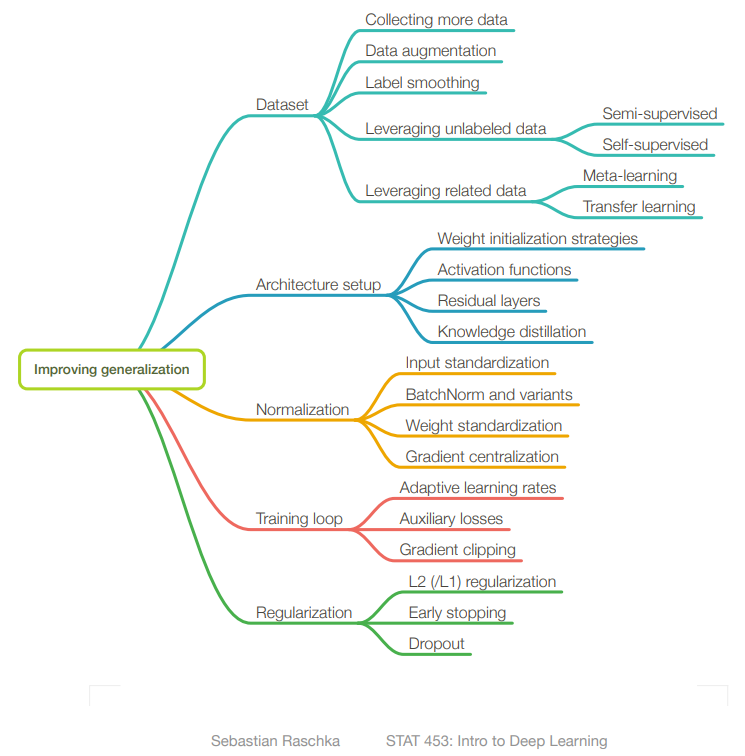 Collecting more data
Data augmentation
Label smoothing
Dataset
Leveraging unlabeled data
Semi-supervised
Self-supervised
Leveraging related data
Meta-learning
Transfer learning
Weight initialization strategies
Activation functions
Architecture setup
Residual layers
Knowledge distillation
Improving generalization
Input standardization
BatchNorm and variants
Normalization
Weight standardization
Gradient centralization
Adaptive learning rates
Training loop
Auxiliary losses
Gradient clipping
L2 (/L1) regularization
Regularization
Early stopping
Dropout
Sebastian Raschka STAT 453: Intro to Deep Learning